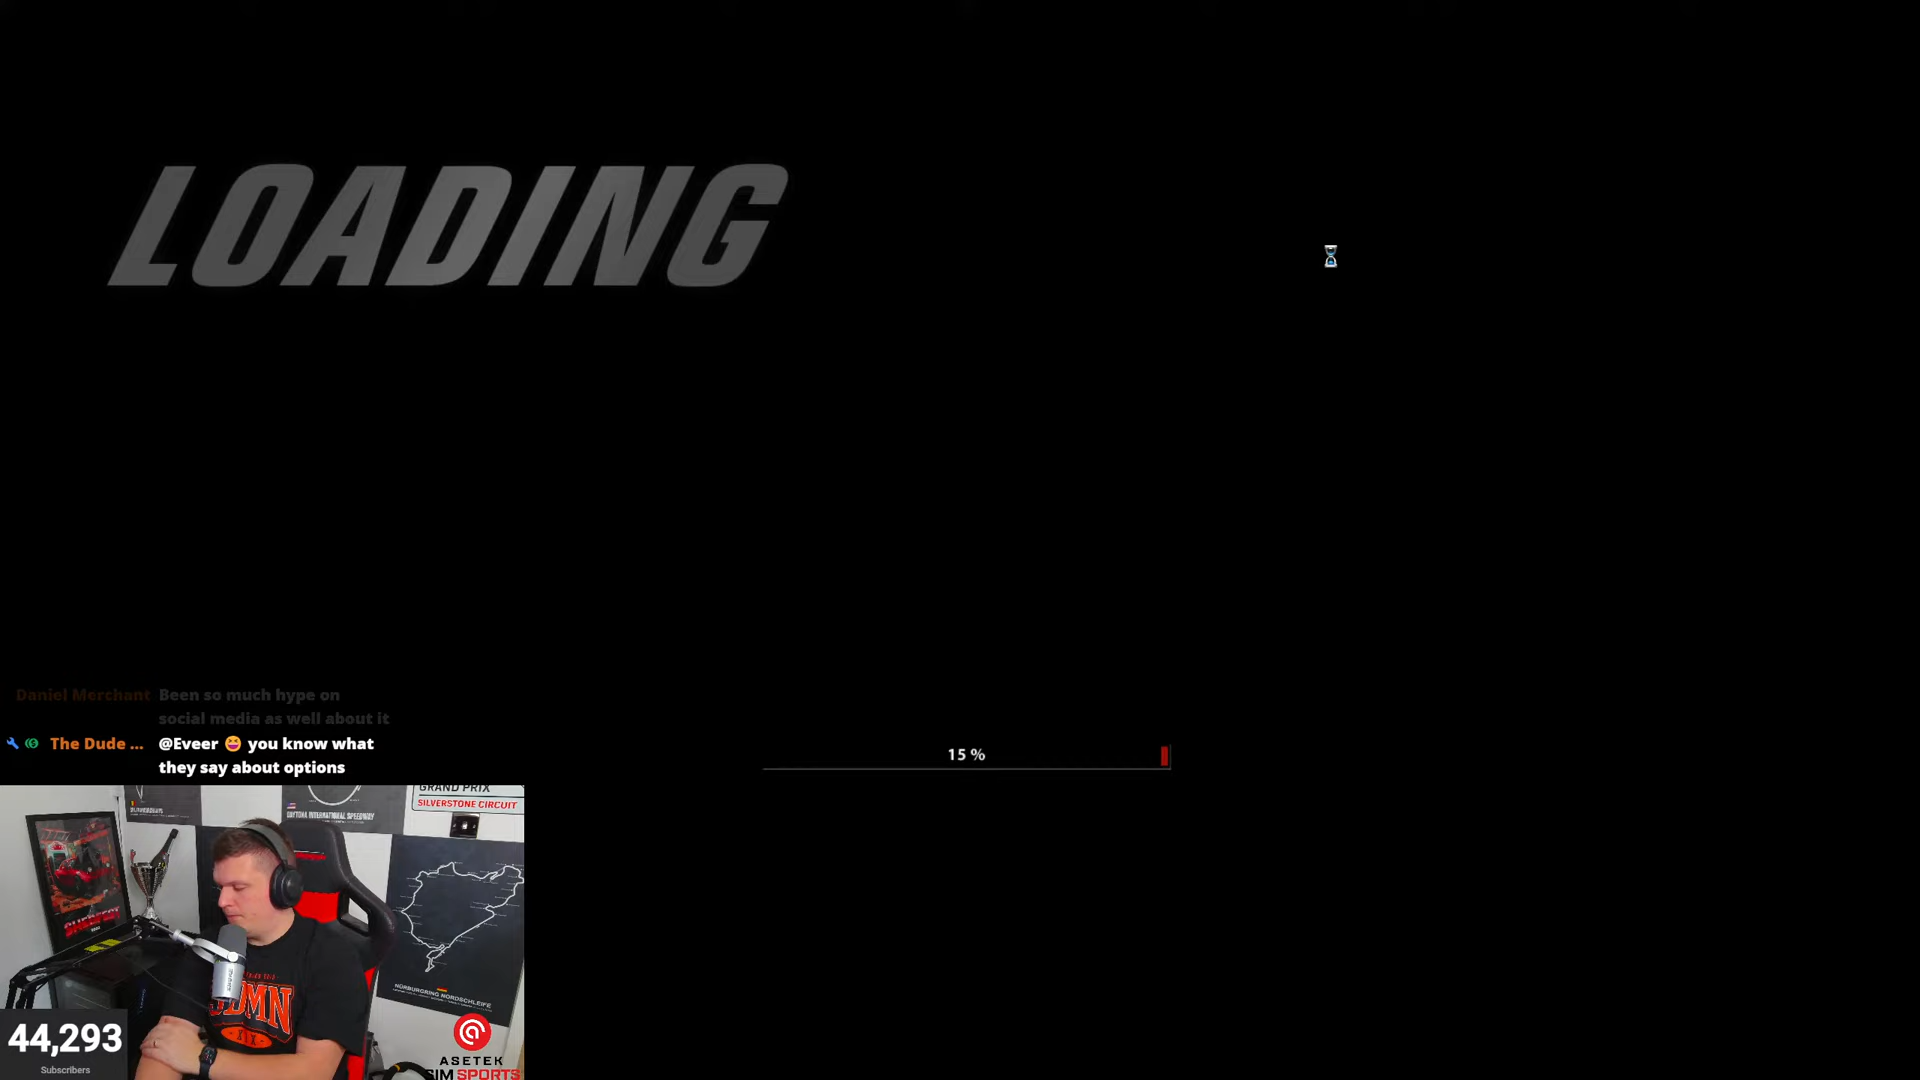 LOADING
Daniel Merchant Been so much hype on
social media as well about it
The Dude ... @Eveer 😆 you know what
they say about options
15 %
GRAND PRIX
SILVERSTONE CIRCUIT
DAYTONA INTERNATIONAL SPEEDWAY
NÜRBURGRING NORDSCHLEIFE
44,293
Subscribers
ASETEK
SIM SPORTS